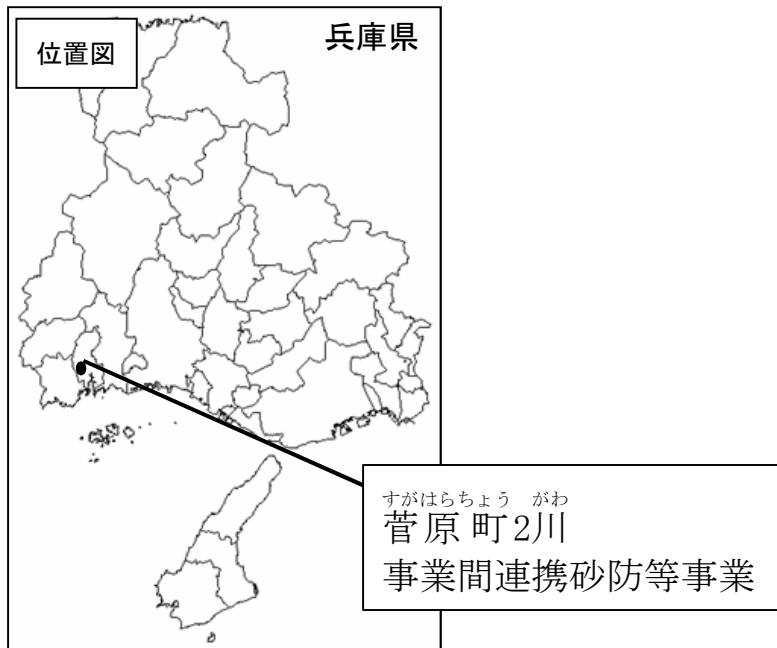 位置図
兵庫県
すがはらちょう がわ
菅原町2川
事業間連携砂防等事業